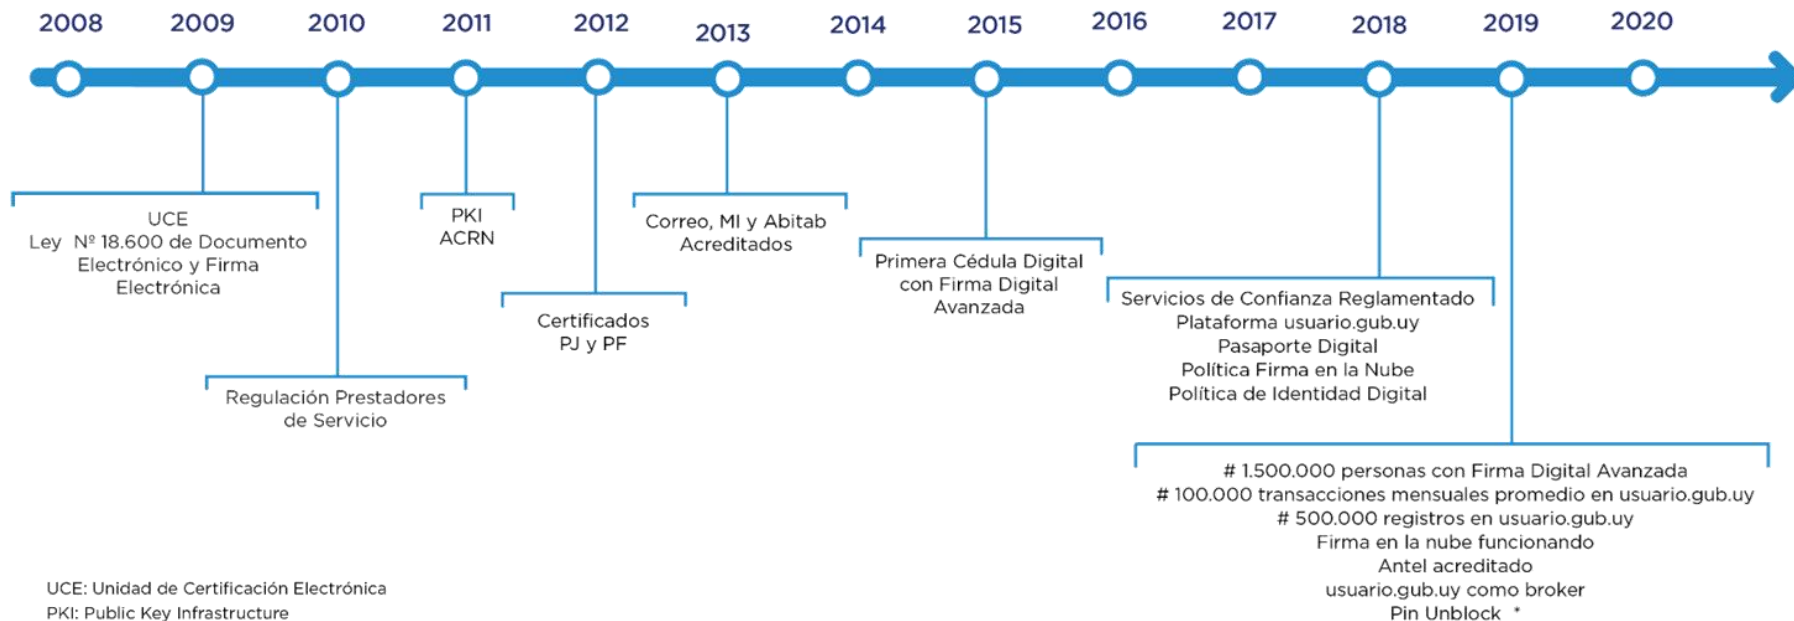 2008 2009 2010 2011 2012 2013 2014 2015 2016 2017 2018 2019 2020
UCE
Ley Nº 18.600 de Documento
Electrónico y Firma
Electrónica
Regulación Prestadores
de Servicio
PKI
ACRN
Certificados
PJ y PF
Correo, MI y Abitab
Acreditados
Primera Cédula Digital
con Firma Digital
Avanzada
Servicios de Confianza Reglamentado
Plataforma usuario.gub.uy
Pasaporte Digital
Política Firma en la Nube
Política de Identidad Digital
# 1.500.000 personas con Firma Digital Avanzada
# 100.000 transacciones mensuales promedio en usuario.gub.uy
# 500.000 registros en usuario.gub.uy
Firma en la nube funcionando
Antel acreditado
usuario.gub.uy como broker
Pin Unblock *
UCE: Unidad de Certificación Electrónica
PKI: Public Key Infrastructure